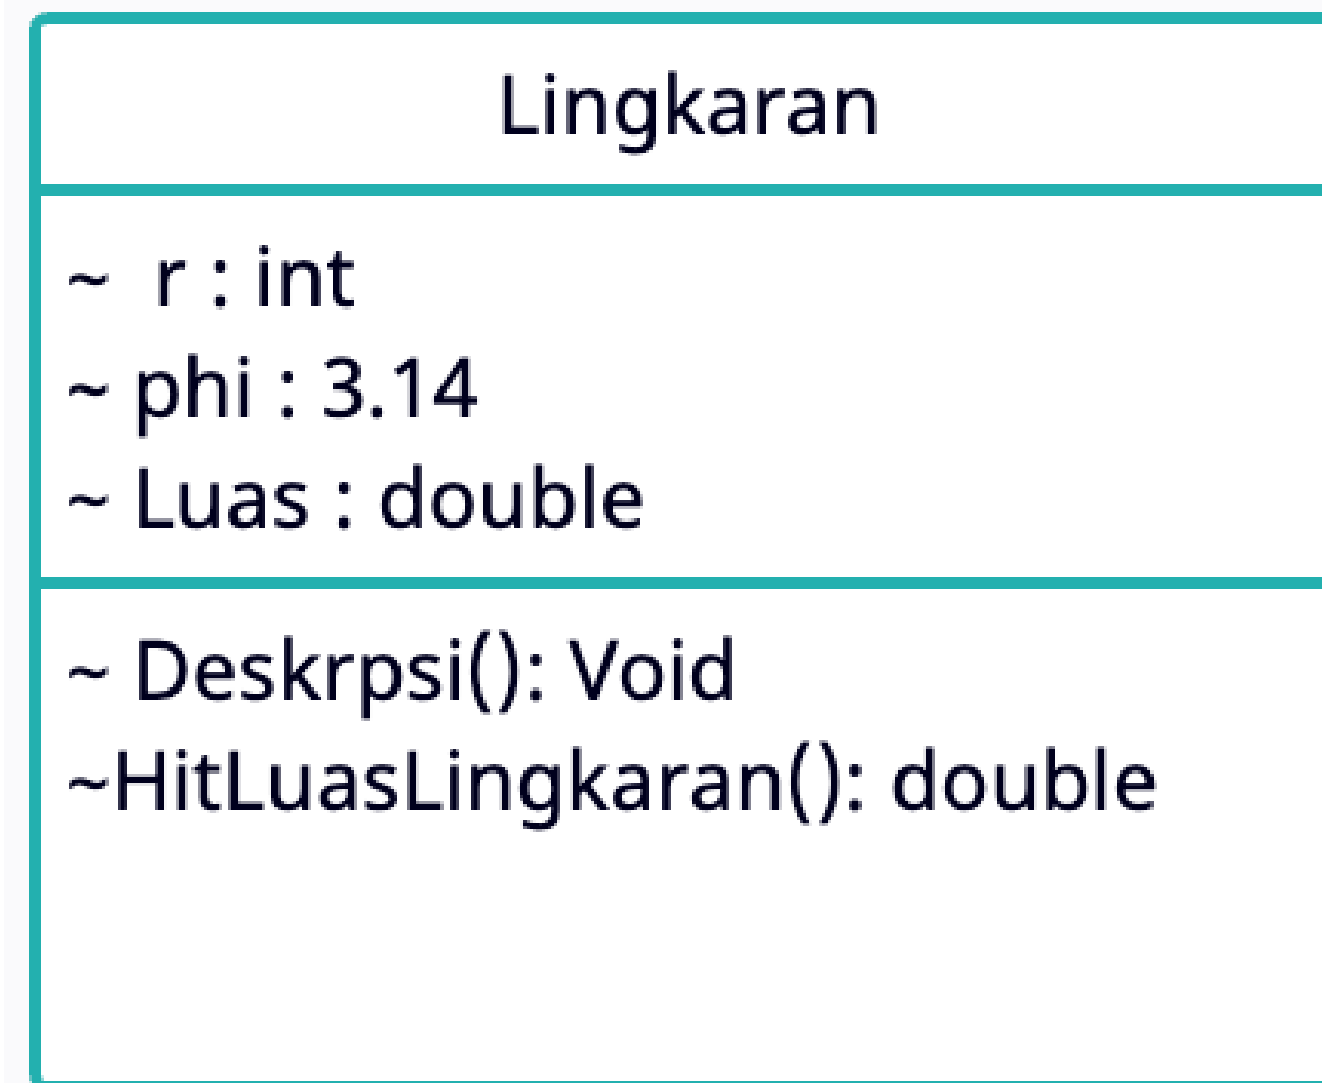 Lingkaran
~ r : int
~ phi : 3.14
~ Luas : double
~ Deskrpsi(): Void
~HitLuasLingkaran(): double